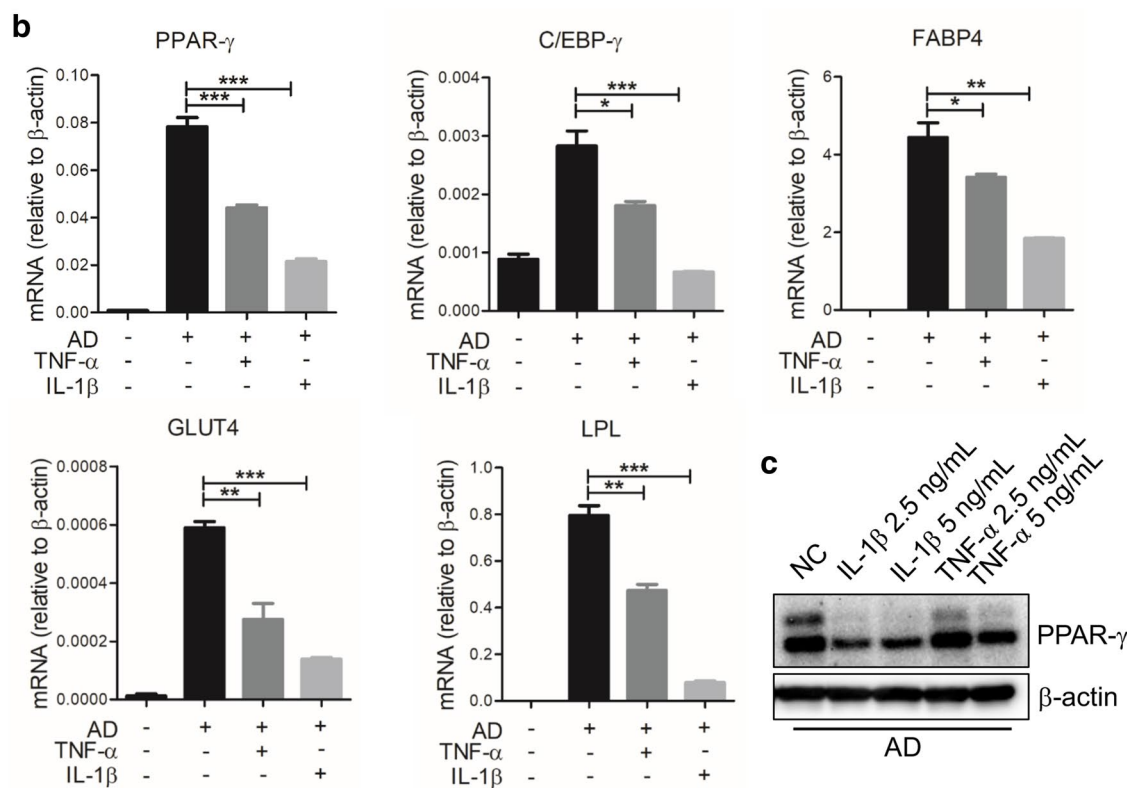 b
PPAR-γ
mRNA (relative to β-actin)
0.10
0.08
0.06
0.04
0.02
0.00
***
***
AD - + + +
TNF-α - - + -
IL-1β - - - +
C/EBP-γ
mRNA (relative to β-actin)
0.004
0.003
0.002
0.001
0.000
***
*
AD - + + +
TNF-α - - + -
IL-1β - - - +
FABP4
mRNA (relative to β-actin)
6
4
2
0
**
*
AD - + + +
TNF-α - - + -
IL-1β - - - +
GLUT4
mRNA (relative to β-actin)
0.0008
0.0006
0.0004
0.0002
0.0000
***
**
AD - + + +
TNF-α - - + -
IL-1β - - - +
LPL
mRNA (relative to β-actin)
1.0
0.8
0.6
0.4
0.2
0.0
***
**
AD - + + +
TNF-α - - + -
IL-1β - - - +
c
NC
IL-1β 2.5 ng/mL
IL-1β 5 ng/mL
TNF-α 2.5 ng/mL
TNF-α 5 ng/mL
PPAR-γ
β-actin
AD